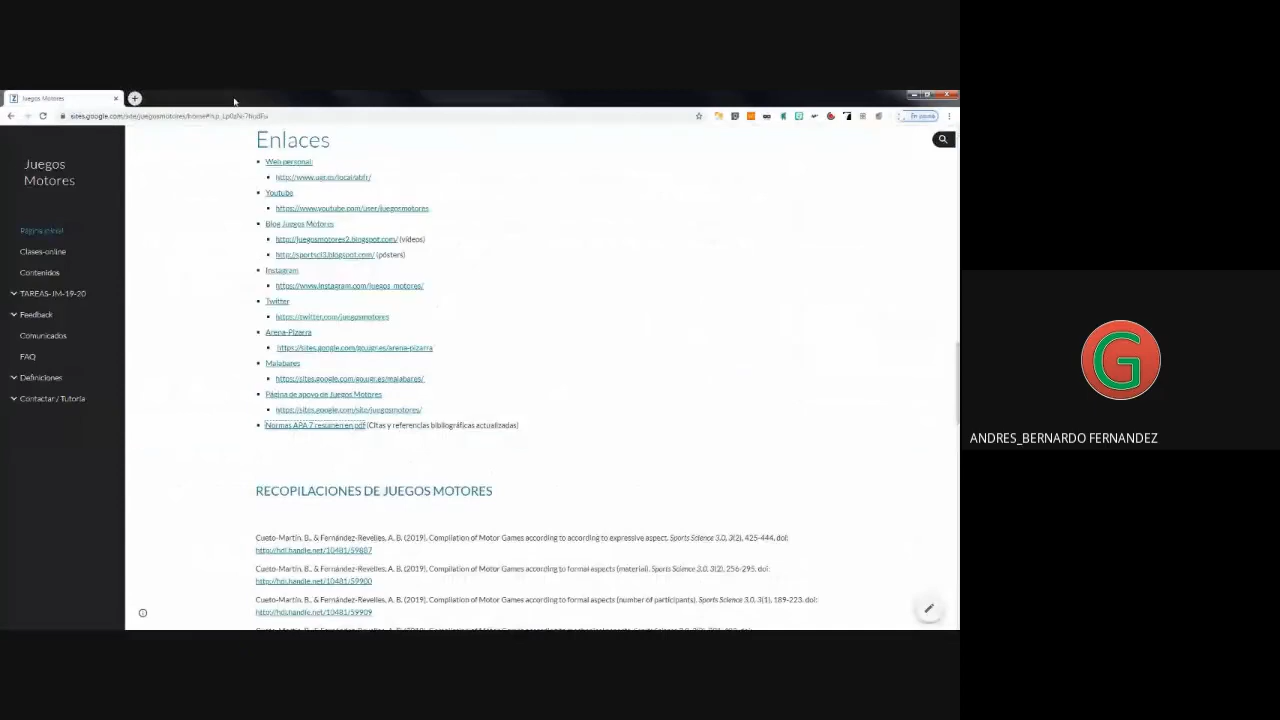 Juegos Motores
sites.google.com/site/juegosmotores/home#h.p_
En pausa
Juegos
Motores
Enlaces
Web personal:
http://www.ugr.es/local/abfr/
Youtube
https://www.youtube.com/user/juegosmotores
Blog Juegos Motores
http://juegosmotores2.blogspot.com/ (vídeos)
http://sportsci3.blogspot.com/ (pósters)
Instagram
https://www.instagram.com/juegos_motores/
Twitter
https://twitter.com/juegosmotores
Arena-Pizarra
https://sites.google.com/go.ugr.es/arena-pizarra
Malabares
https://sites.google.com/go.ugr.es/malabares/
Página de apoyo de Juegos Motores
https://sites.google.com/site/juegosmotores/
Normas APA 7 resumen en pdf (Citas y referencias bibliográficas actualizadas)
Página principal
Clases-online
Contenidos
TAREAS-JM-19-20
Feedback
Comunicados
FAQ
Definiciones
Contactar / Tutoría
RECOPILACIONES DE JUEGOS MOTORES
Cueto-Martín, B., & Fernández-Revelles, A. B. (2019). Compilation of Motor Games according to according to expressive aspect. Sports Science 3.0, 3(2), 425-444. doi:
http://hdl.handle.net/10481/59887
Cueto-Martín, B., & Fernández-Revelles, A. B. (2019). Compilation of Motor Games according to formal aspects (material). Sports Science 3.0, 3(2), 256-295. doi:
http://hdl.handle.net/10481/59900
Cueto-Martín, B., & Fernández-Revelles, A. B. (2019). Compilation of Motor Games according to formal aspects (number of participants). Sports Science 3.0, 3(1), 189-223. doi:
http://hdl.handle.net/10481/59909
G
ANDRES_BERNARDO FERNANDEZ